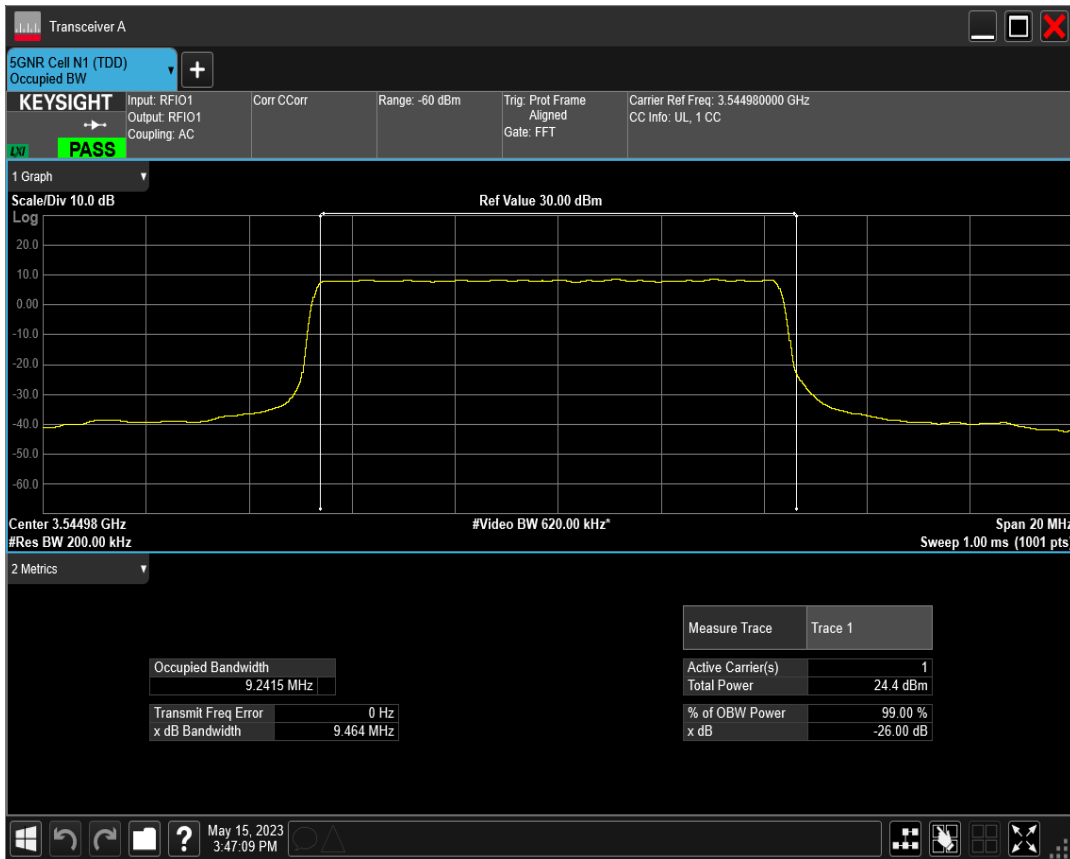 Transceiver A
5GNR Cell N1 (TDD)
Occupied BW
+
KEYSIGHT
LXI
PASS
Input: RFIO1
Output: RFIO1
Coupling: AC
Corr CCorr
Range: -60 dBm
Trig: Prot Frame
Aligned
Gate: FFT
Carrier Ref Freq: 3.544980000 GHz
CC Info: UL, 1 CC
1 Graph
Scale/Div 10.0 dB
Ref Value 30.00 dBm
Log
20.0
10.0
0.00
-10.0
-20.0
-30.0
-40.0
-50.0
-60.0
Center 3.54498 GHz
#Video BW 620.00 kHz*
Span 20 MHz
#Res BW 200.00 kHz
Sweep 1.00 ms (1001 pts)
2 Metrics
Measure Trace Trace 1
Occupied Bandwidth
9.2415 MHz
Active Carrier(s) 1
Total Power 24.4 dBm
Transmit Freq Error 0 Hz
x dB Bandwidth 9.464 MHz
% of OBW Power 99.00 %
x dB -26.00 dB
?
May 15, 2023
3:47:09 PM